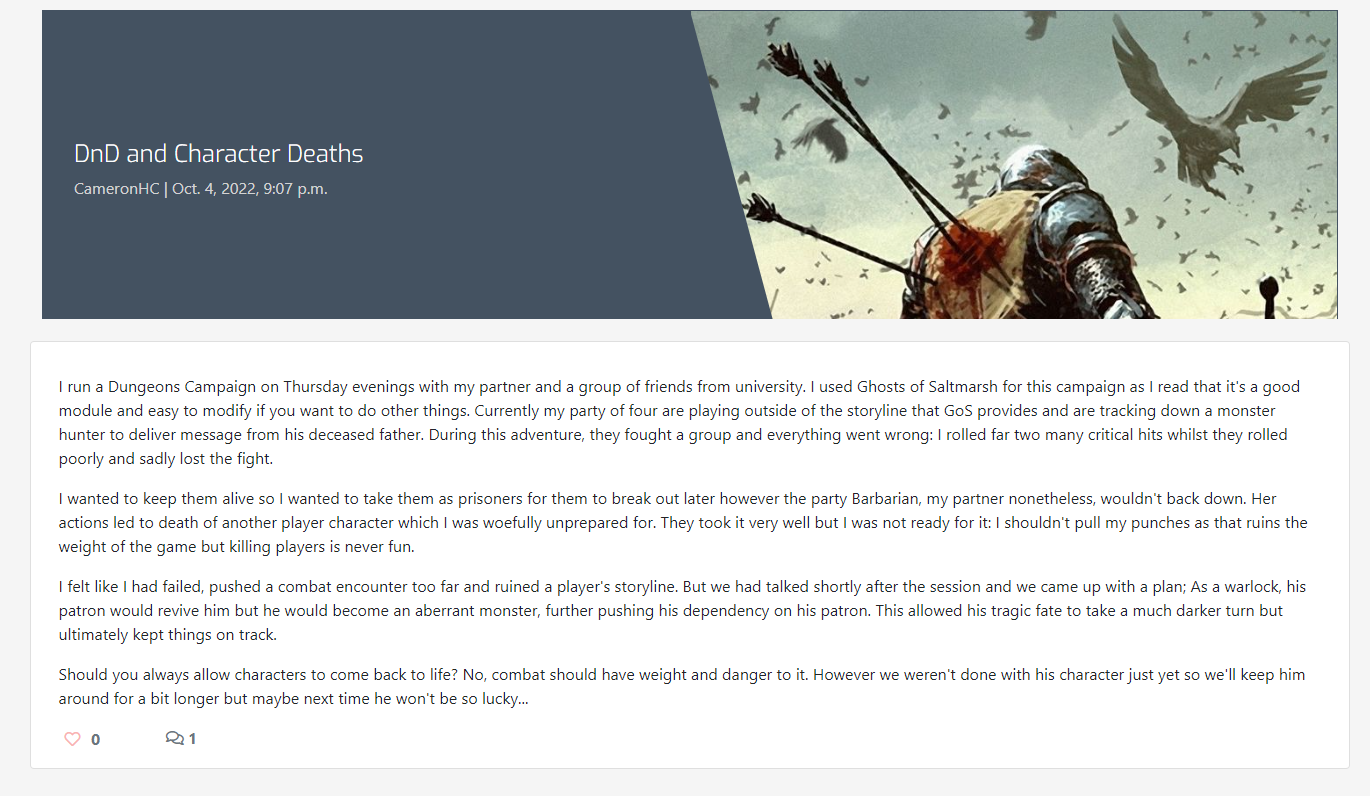 DnD and Character Deaths
CameronHC | Oct. 4, 2022, 9:07 p.m.
I run a Dungeons Campaign on Thursday evenings with my partner and a group of friends from university. I used Ghosts of Saltmarsh for this campaign as I read that it's a good
module and easy to modify if you want to do other things. Currently my party of four are playing outside of the storyline that GoS provides and are tracking down a monster
hunter to deliver message from his deceased father. During this adventure, they fought a group and everything went wrong: I rolled far two many critical hits whilst they rolled
poorly and sadly lost the fight.
I wanted to keep them alive so I wanted to take them as prisoners for them to break out later however the party Barbarian, my partner nonetheless, wouldn't back down. Her
actions led to death of another player character which I was woefully unprepared for. They took it very well but I was not ready for it: I shouldn't pull my punches as that ruins the
weight of the game but killing players is never fun.
I felt like I had failed, pushed a combat encounter too far and ruined a player's storyline. But we had talked shortly after the session and we came up with a plan; As a warlock, his
patron would revive him but he would become an aberrant monster, further pushing his dependency on his patron. This allowed his tragic fate to take a much darker turn but
ultimately kept things on track.
Should you always allow characters to come back to life? No, combat should have weight and danger to it. However we weren't done with his character just yet so we'll keep him
around for a bit longer but maybe next time he won't be so lucky...
0 1